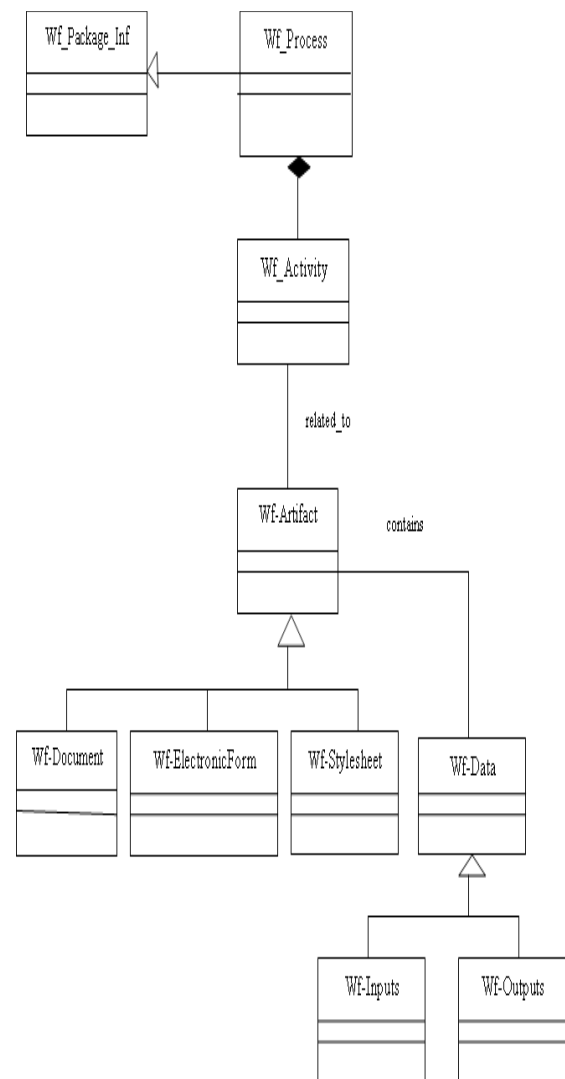 Wf_Package_Inf
Wf_Process
Wf_Activity
related_to
Wf-Artifact
contains
Wf-Document
Wf-ElectronicForm
Wf-Stylesheet
Wf-Data
Wf-Inputs
Wf-Outputs